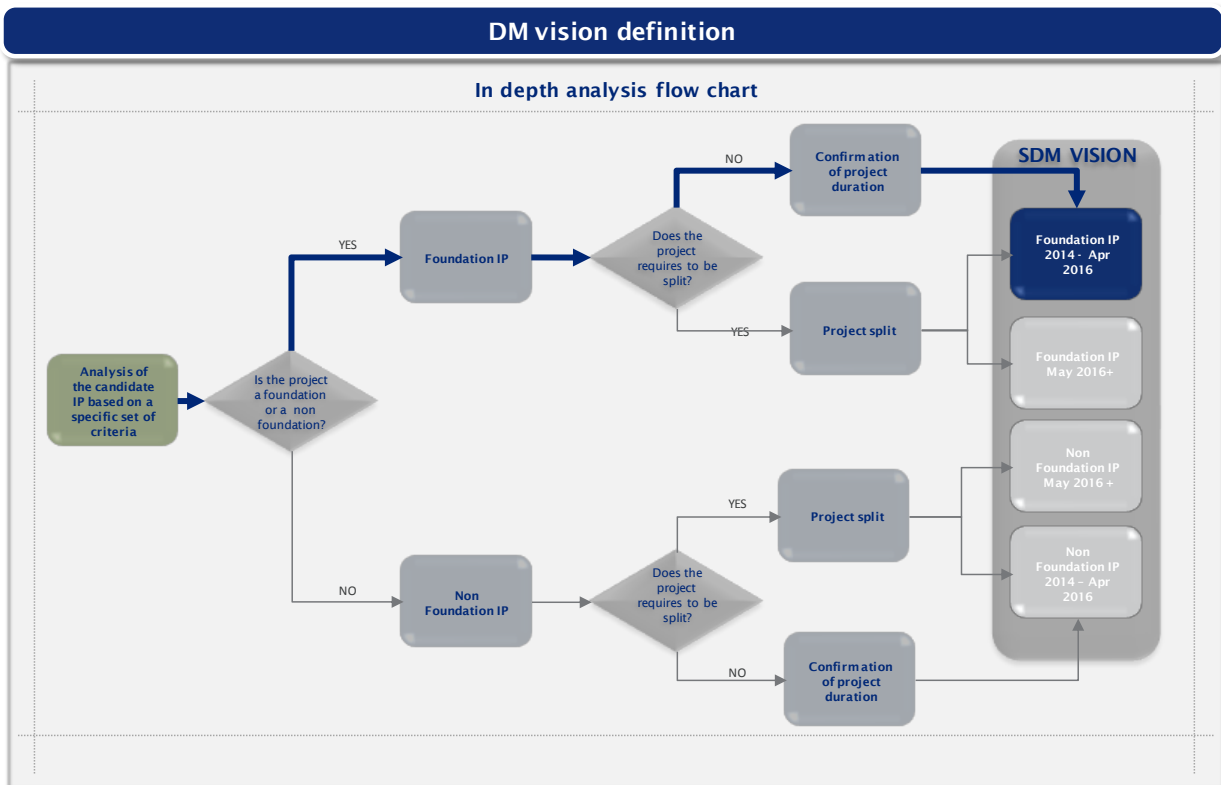 DM vision definition
In depth analysis flow chart
SDM VISION
NO
Confirmation
of project
duration
YES
Foundation IP
Does the
project
requires to be
split?
Foundation IP
2014 - Apr
2016
YES
Project split
Foundation IP
May 2016+
Analysis of
the candidate
IP based on a
specific set of
criteria
Is the project
a foundation
or a non
foundation?
Non
Foundation IP
May 2016 +
YES
Project split
NO
Non
Foundation IP
Does the
project
requires to be
split?
Non
Foundation IP
2014 – Apr
2016
NO
Confirmation
of project
duration